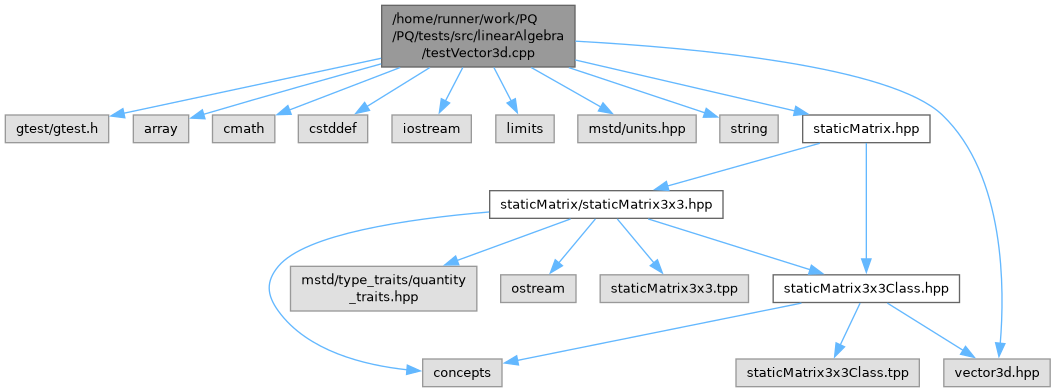 /home/runner/work/PQ
/PQ/tests/src/linearAlgebra
/testVector3d.cpp
gtest/gtest.h
array
cmath
cstddef
iostream
limits
mstd/units.hpp
string
staticMatrix.hpp
staticMatrix/staticMatrix3x3.hpp
mstd/type_traits/quantity
_traits.hpp
ostream
staticMatrix3x3.tpp
staticMatrix3x3Class.hpp
concepts
staticMatrix3x3Class.tpp
vector3d.hpp